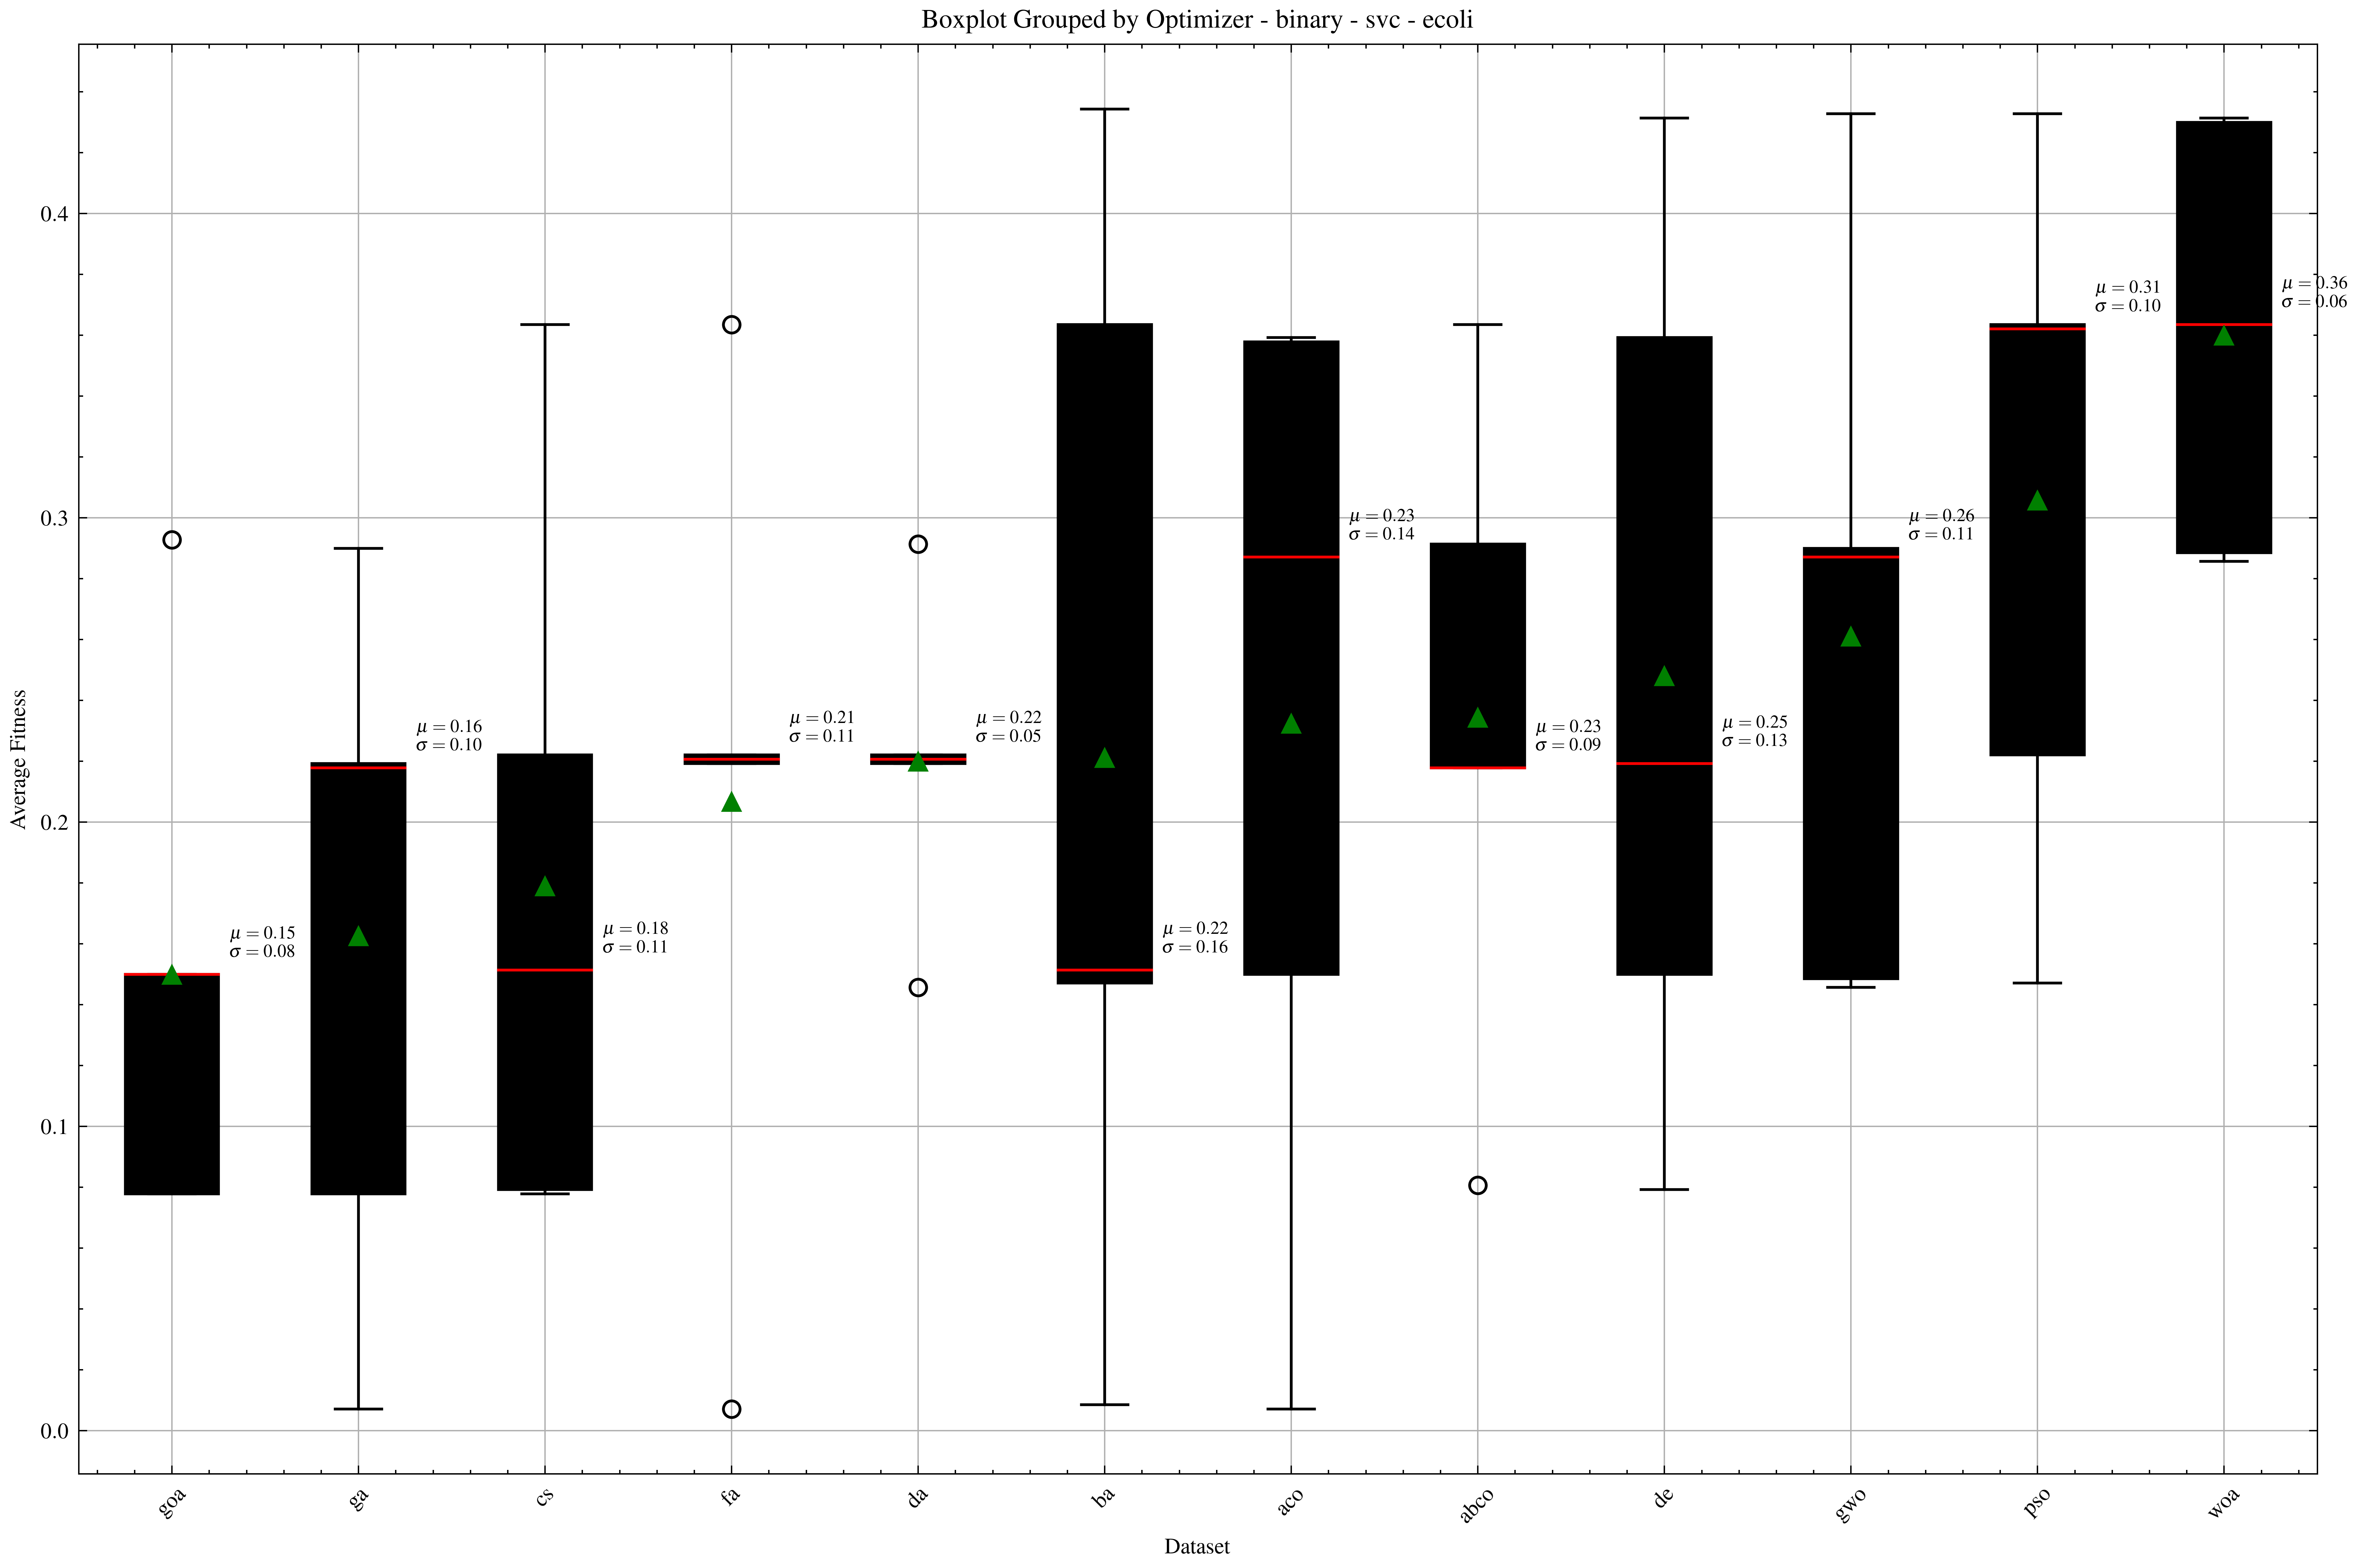 Boxplot Grouped by Optimizer - binary - svc - ecoli
Average Fitness
0.4
0.3
0.2
0.1
0.0
μ = 0.15
σ = 0.08
μ = 0.16
σ = 0.10
μ = 0.18
σ = 0.11
μ = 0.21
σ = 0.11
μ = 0.22
σ = 0.05
μ = 0.22
σ = 0.16
μ = 0.23
σ = 0.14
μ = 0.23
σ = 0.09
μ = 0.25
σ = 0.13
μ = 0.26
σ = 0.11
μ = 0.31
σ = 0.10
μ = 0.36
σ = 0.06
goa
ga
cs
fa
da
ba
aco
abco
de
gwo
pso
woa
Dataset